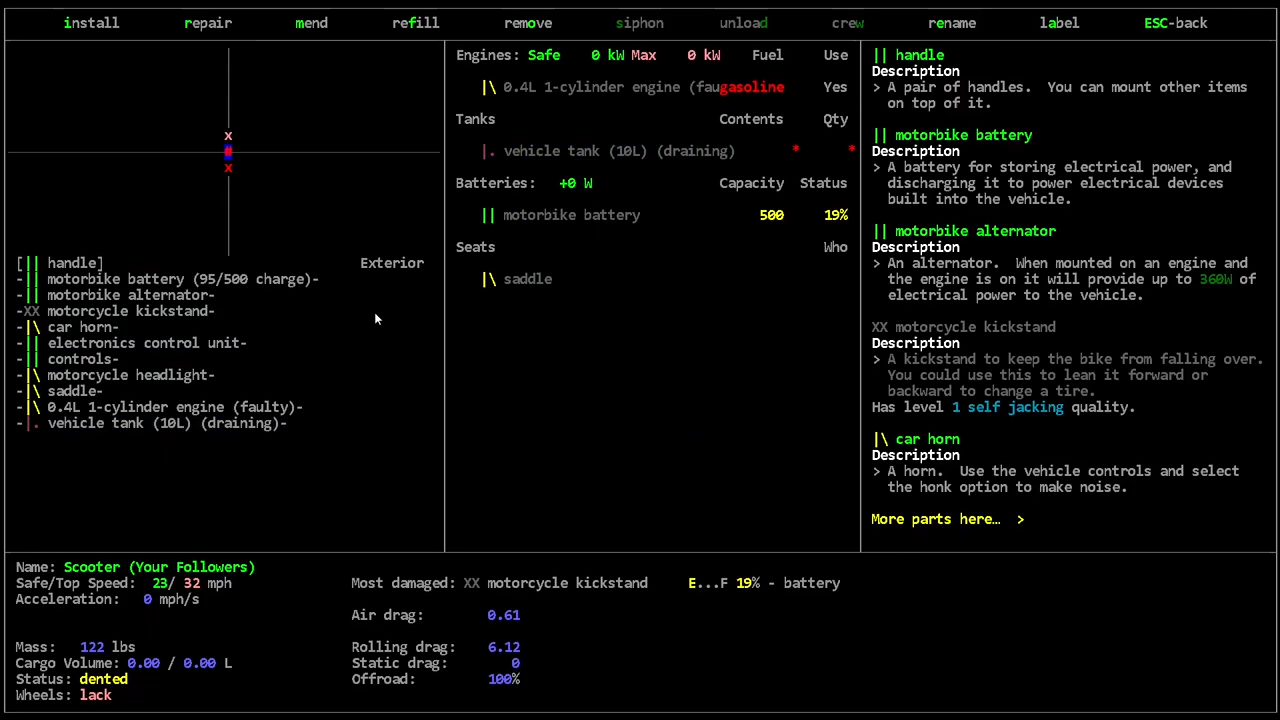 install repair mend refill remove siphon unload crew rename label ESC-back
x
#
x
[|| handle] Exterior
-|| motorbike battery (95/500 charge)-
-|| motorbike alternator-
-XX motorcycle kickstand-
-|\ car horn-
-|| electronics control unit-
-|| controls-
-|\ motorcycle headlight-
-|\ saddle-
-|\ 0.4L 1-cylinder engine (faulty)-
-|. vehicle tank (10L) (draining)-
Engines: Safe 0 kW Max 0 kW Fuel Use
|\ 0.4L 1-cylinder engine (faugasoline Yes
Tanks Contents Qty
|. vehicle tank (10L) (draining) * *
Batteries: +0 W Capacity Status
|| motorbike battery 500 19%
Seats Who
|\ saddle
|| handle
Description
> A pair of handles. You can mount other items
on top of it.
|| motorbike battery
Description
> A battery for storing electrical power, and
discharging it to power electrical devices
built into the vehicle.
|| motorbike alternator
Description
> An alternator. When mounted on an engine and
the engine is on it will provide up to 360W of
electrical power to the vehicle.
XX motorcycle kickstand
Description
> A kickstand to keep the bike from falling over.
You could use this to lean it forward or
backward to change a tire.
Has level 1 self jacking quality.
|\ car horn
Description
> A horn. Use the vehicle controls and select
the honk option to make noise.
More parts here… >
Name: Scooter (Your Followers)
Safe/Top Speed: 23/ 32 mph
Acceleration: 0 mph/s
Mass: 122 lbs
Cargo Volume: 0.00 / 0.00 L
Status: dented
Wheels: lack
Most damaged: XX motorcycle kickstand
Air drag: 0.61
Rolling drag: 6.12
Static drag: 0
Offroad: 100%
E...F 19% - battery